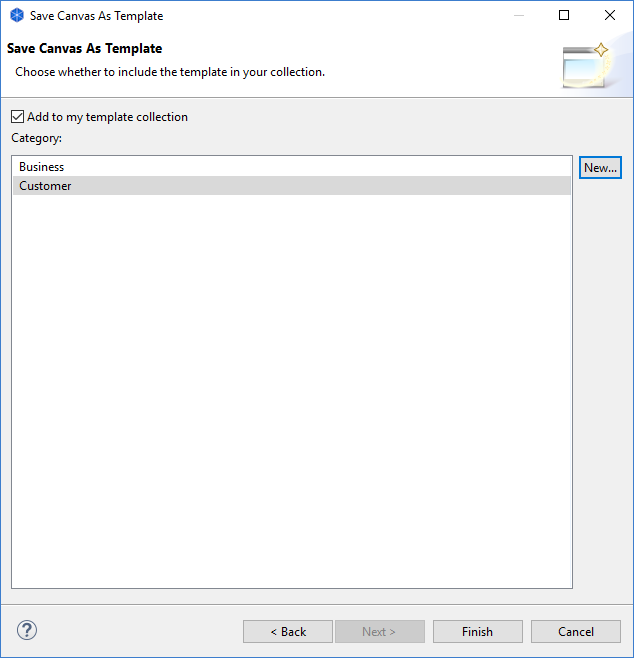 Save Canvas As Template
Save Canvas As Template
Choose whether to include the template in your collection.
Add to my template collection
Category:
Business
New...
Customer
?
< Back
Next >
Finish
Cancel